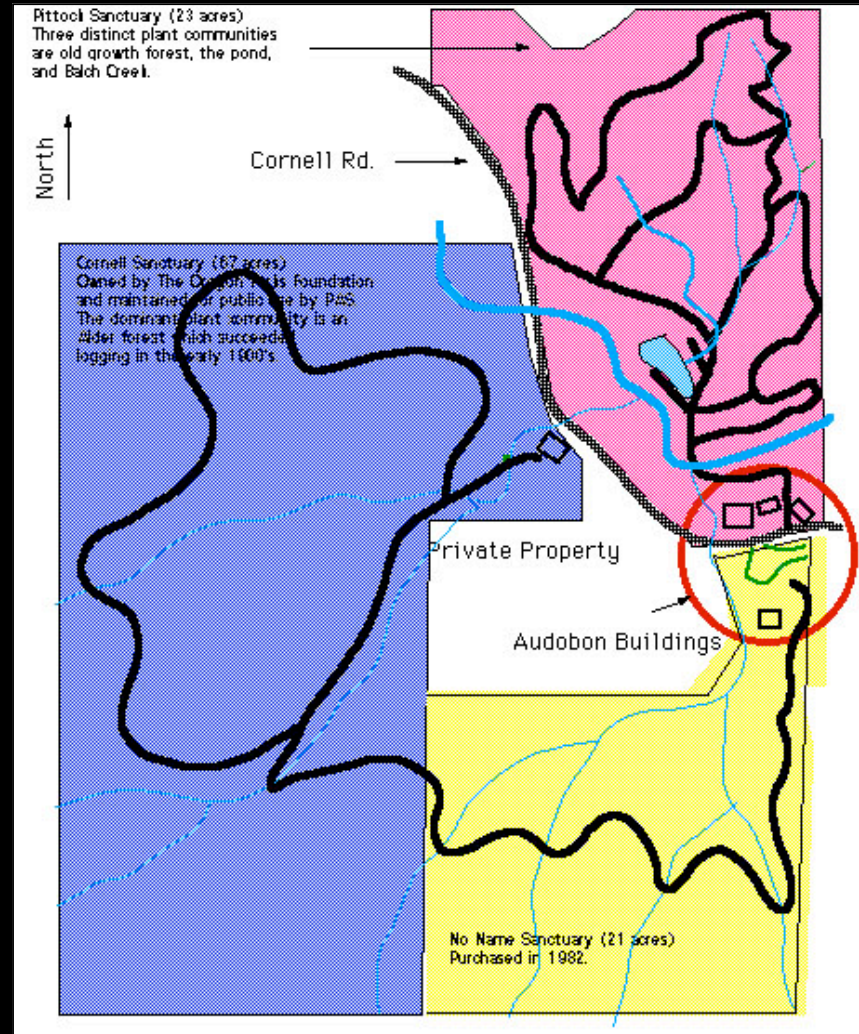 Pittock Sanctuary (23 acres)
Three distinct plant communities
are old growth forest, the pond,
and Balch Creek.
North
Cornell Rd.
Cornell Sanctuary (67 acres)
Owned by The Foundation
and maintained for public use by PAS
The dominant plant community is an
Alder forest which succeeded
logging in the early 1900's
Private Property
Audobon Buildings
No Name Sanctuary (21 acres)
Purchased in 1982.